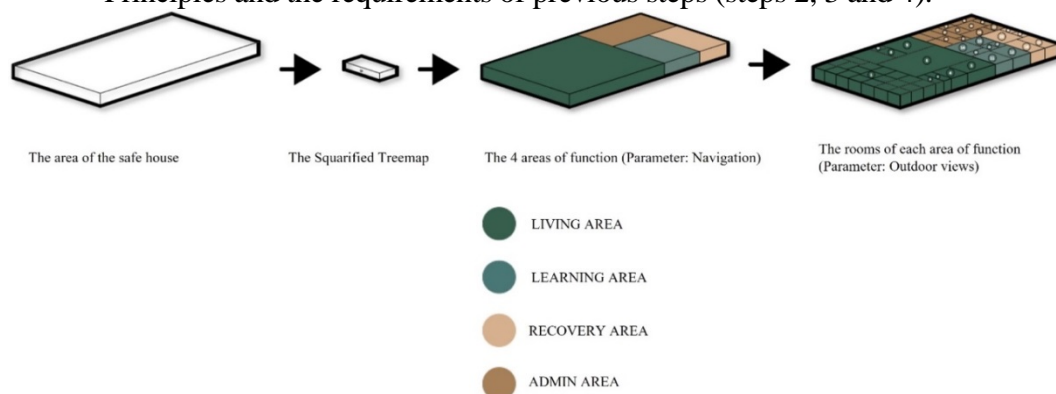 Principles and the requirements of previous steps (steps 2, 3 and 4).
The area of the safe house
The Squarified Treemap
The 4 areas of function (Parameter: Navigation)
The rooms of each area of function
(Parameter: Outdoor views)
LIVING AREA
LEARNING AREA
RECOVERY AREA
ADMIN AREA